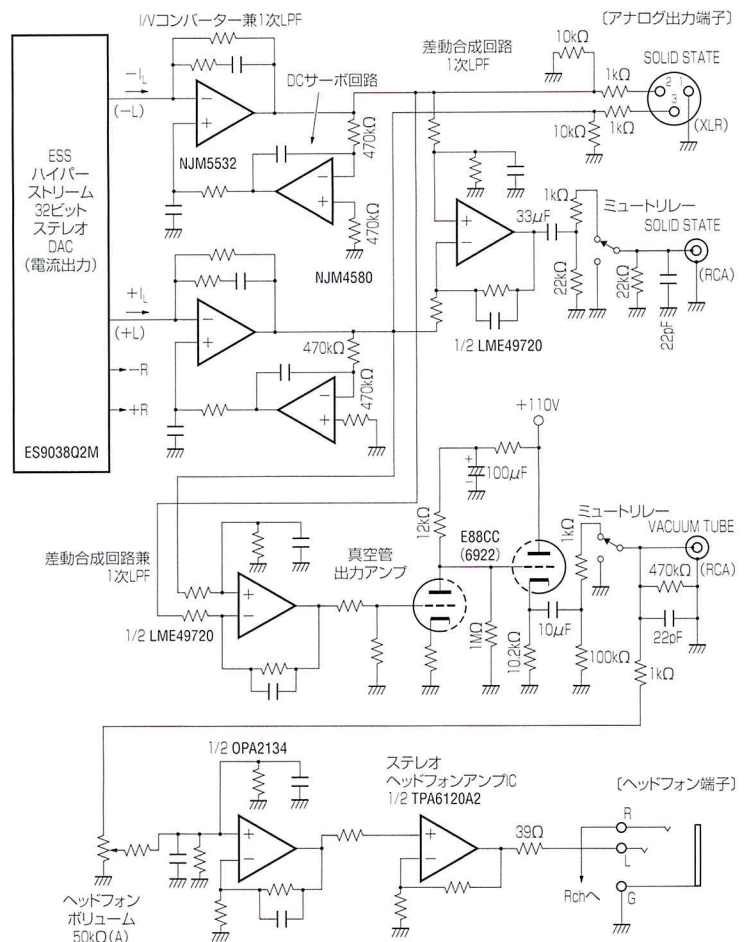 I/Vコンバーター兼1次LPF
〔アナログ出力端子〕
差動合成回路
1次LPF
10kΩ
SOLID STATE
1kΩ
2
1
3
−IL
(−L)
DCサーボ回路
470kΩ
10kΩ
1kΩ
(XLR)
NJM5532
ESS
ハイパー
ストリーム
32ビット
ステレオ
DAC
(電流出力)
470kΩ
NJM4580
33μF
1kΩ
ミュートリレー
SOLID STATE
(RCA)
22kΩ
22kΩ
22pF
+IL
(+L)
1/2 LME49720
470kΩ
470kΩ
−R
+R
ES9038Q2M
+110V
100μF
12kΩ
E88CC
(6922)
1kΩ
ミュートリレー
VACUUM TUBE
(RCA)
差動合成回路兼
1次LPF
真空管
出力アンプ
1/2 LME49720
470kΩ
10μF
22pF
1MΩ
10.2kΩ
100kΩ
1kΩ
1/2 OPA2134
ステレオ
ヘッドフォンアンプIC
1/2 TPA6120A2
〔ヘッドフォン端子〕
39Ω
R
L
G
Rchへ
ヘッドフォン
ボリューム
50kΩ(A)